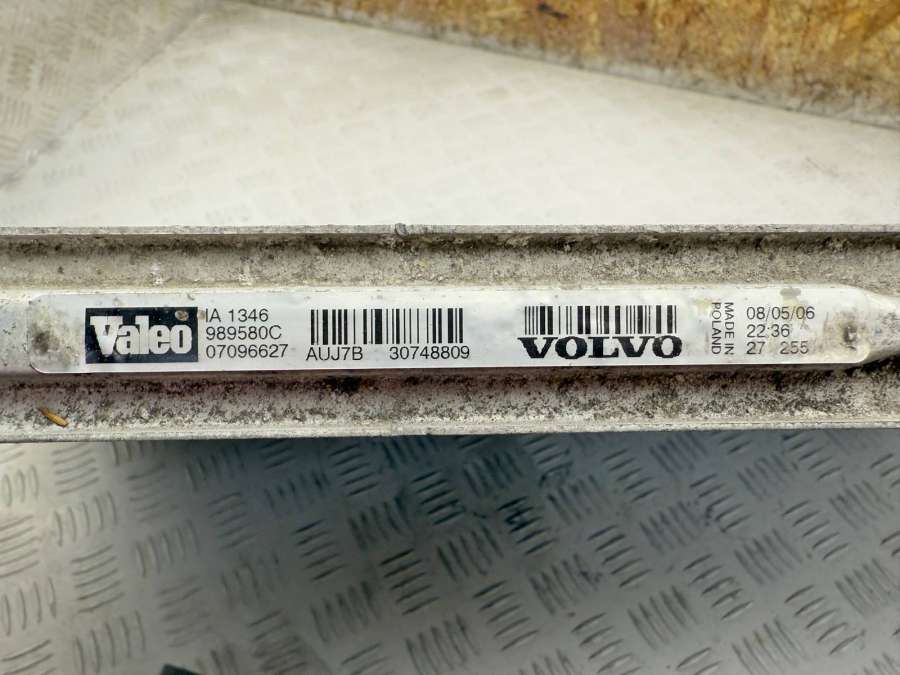 Valeo
IA 1346
989580C
07096627
AUJ7B 30748809
VOLVO
MADE IN
POLAND
08/05/06
22:36
27 255